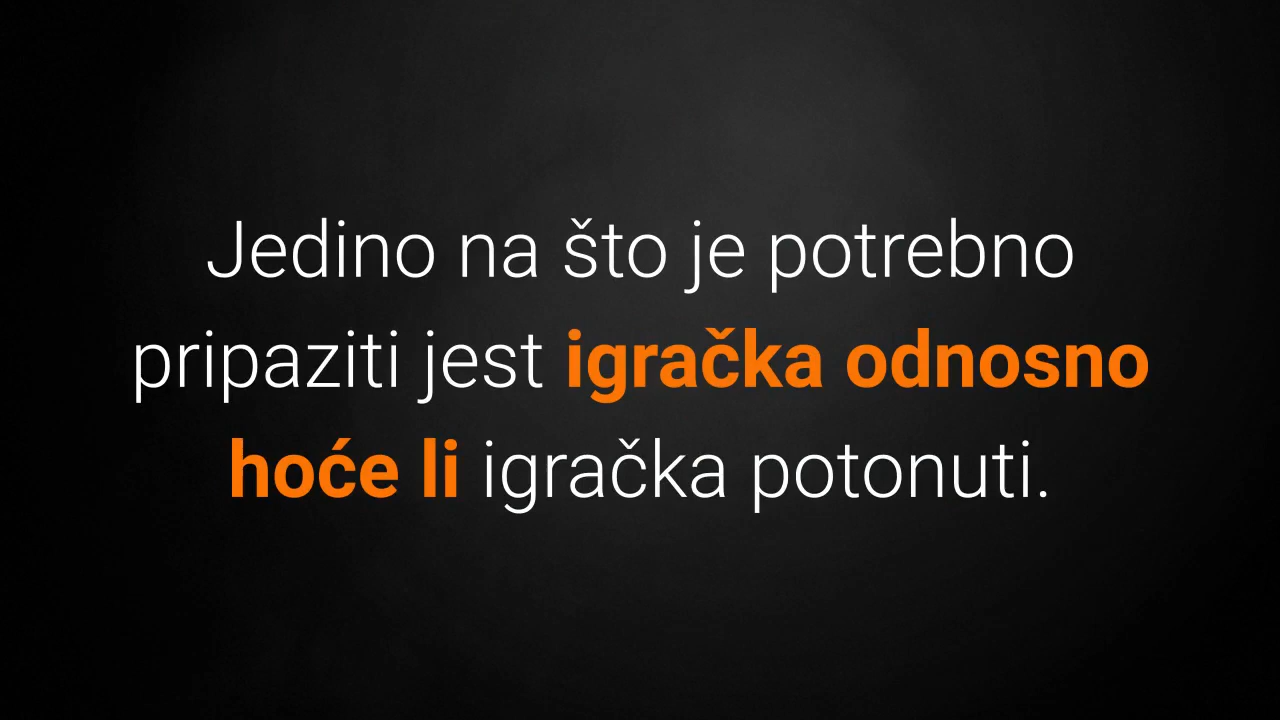 Jedino na što je potrebno
pripaziti jest igračka odnosno
hoće li igračka potonuti.